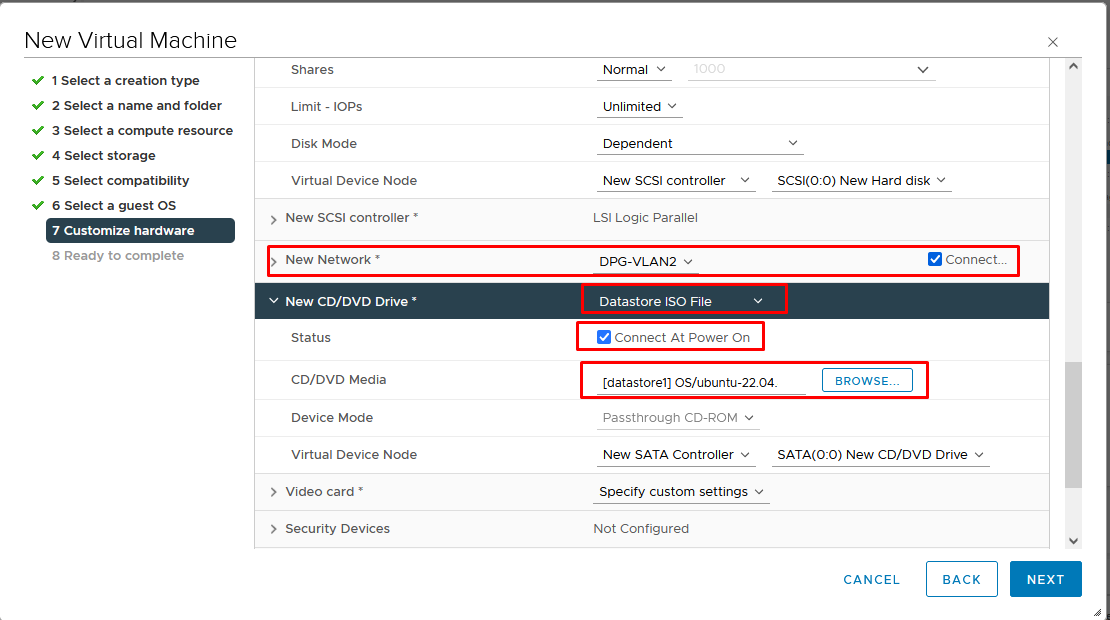 New Virtual Machine
1 Select a creation type
2 Select a name and folder
3 Select a compute resource
4 Select storage
5 Select compatibility
6 Select a guest OS
7 Customize hardware
8 Ready to complete
Shares Normal 1000
Limit - IOPs Unlimited
Disk Mode Dependent
Virtual Device Node New SCSI controller SCSI(0:0) New Hard disk
New SCSI controller * LSI Logic Parallel
New Network * DPG-VLAN2 Connect...
New CD/DVD Drive * Datastore ISO File
Status Connect At Power On
CD/DVD Media [datastore1] OS/ubuntu-22.04. BROWSE...
Device Mode Passthrough CD-ROM
Virtual Device Node New SATA Controller SATA(0:0) New CD/DVD Drive
Video card * Specify custom settings
Security Devices Not Configured
CANCEL BACK NEXT